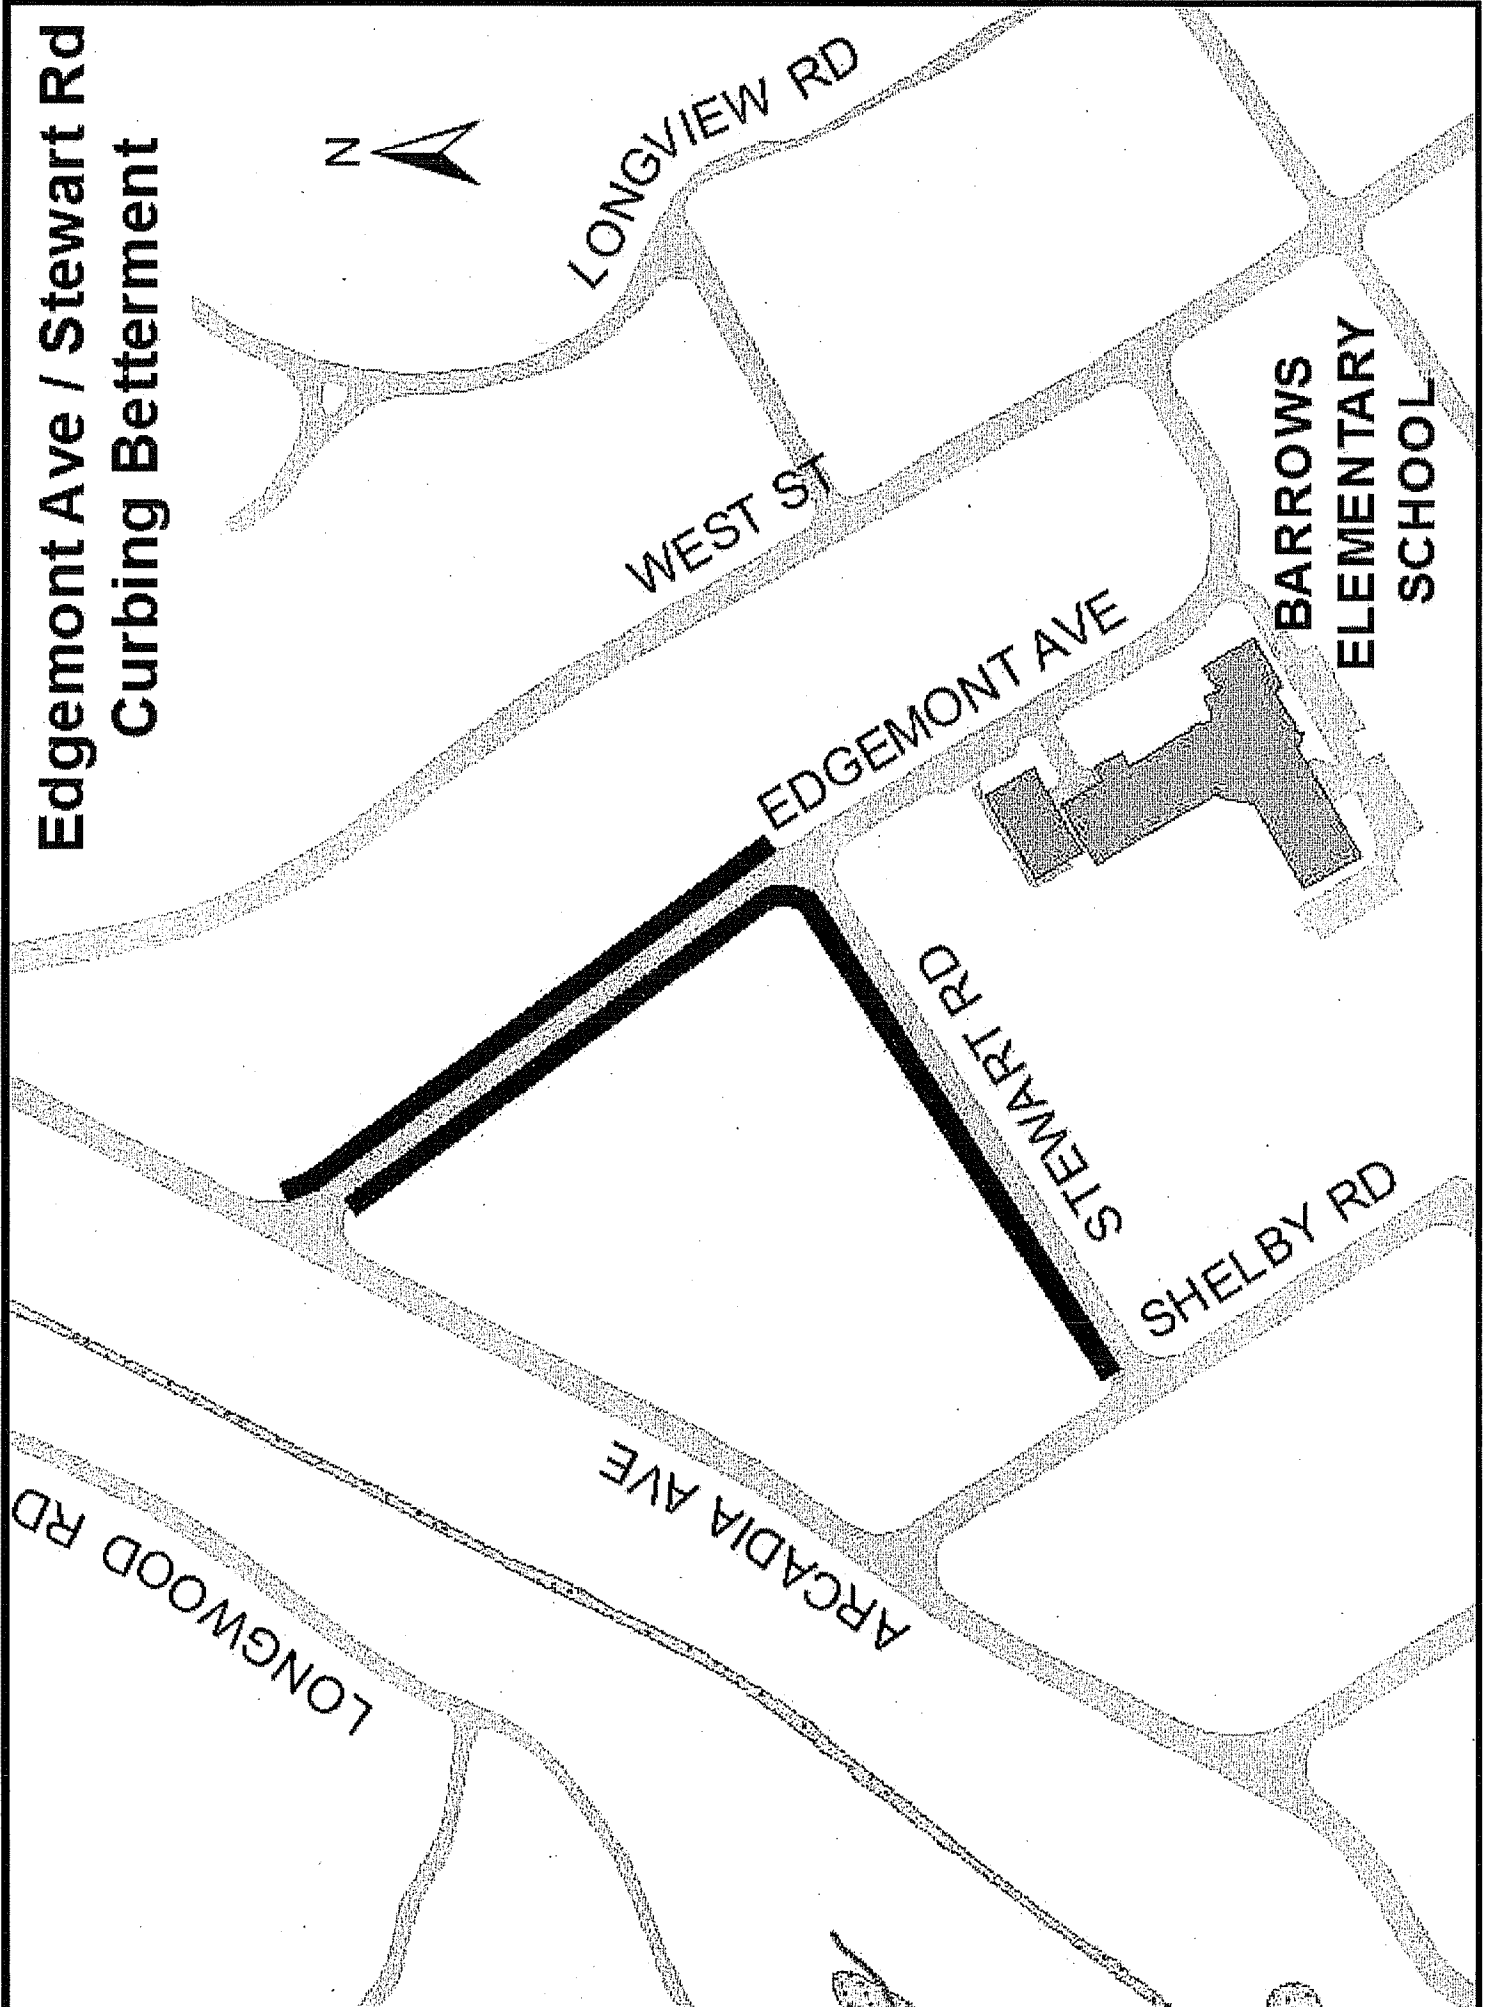 Edgemont Ave / Stewart Rd
Curbing Betterment
N
LONGVIEW RD
WEST ST
EDGEMONT AVE
BARROWS
ELEMENTARY
SCHOOL
STEWART RD
SHELBY RD
ARCADIA AVE
LONGWOOD RD